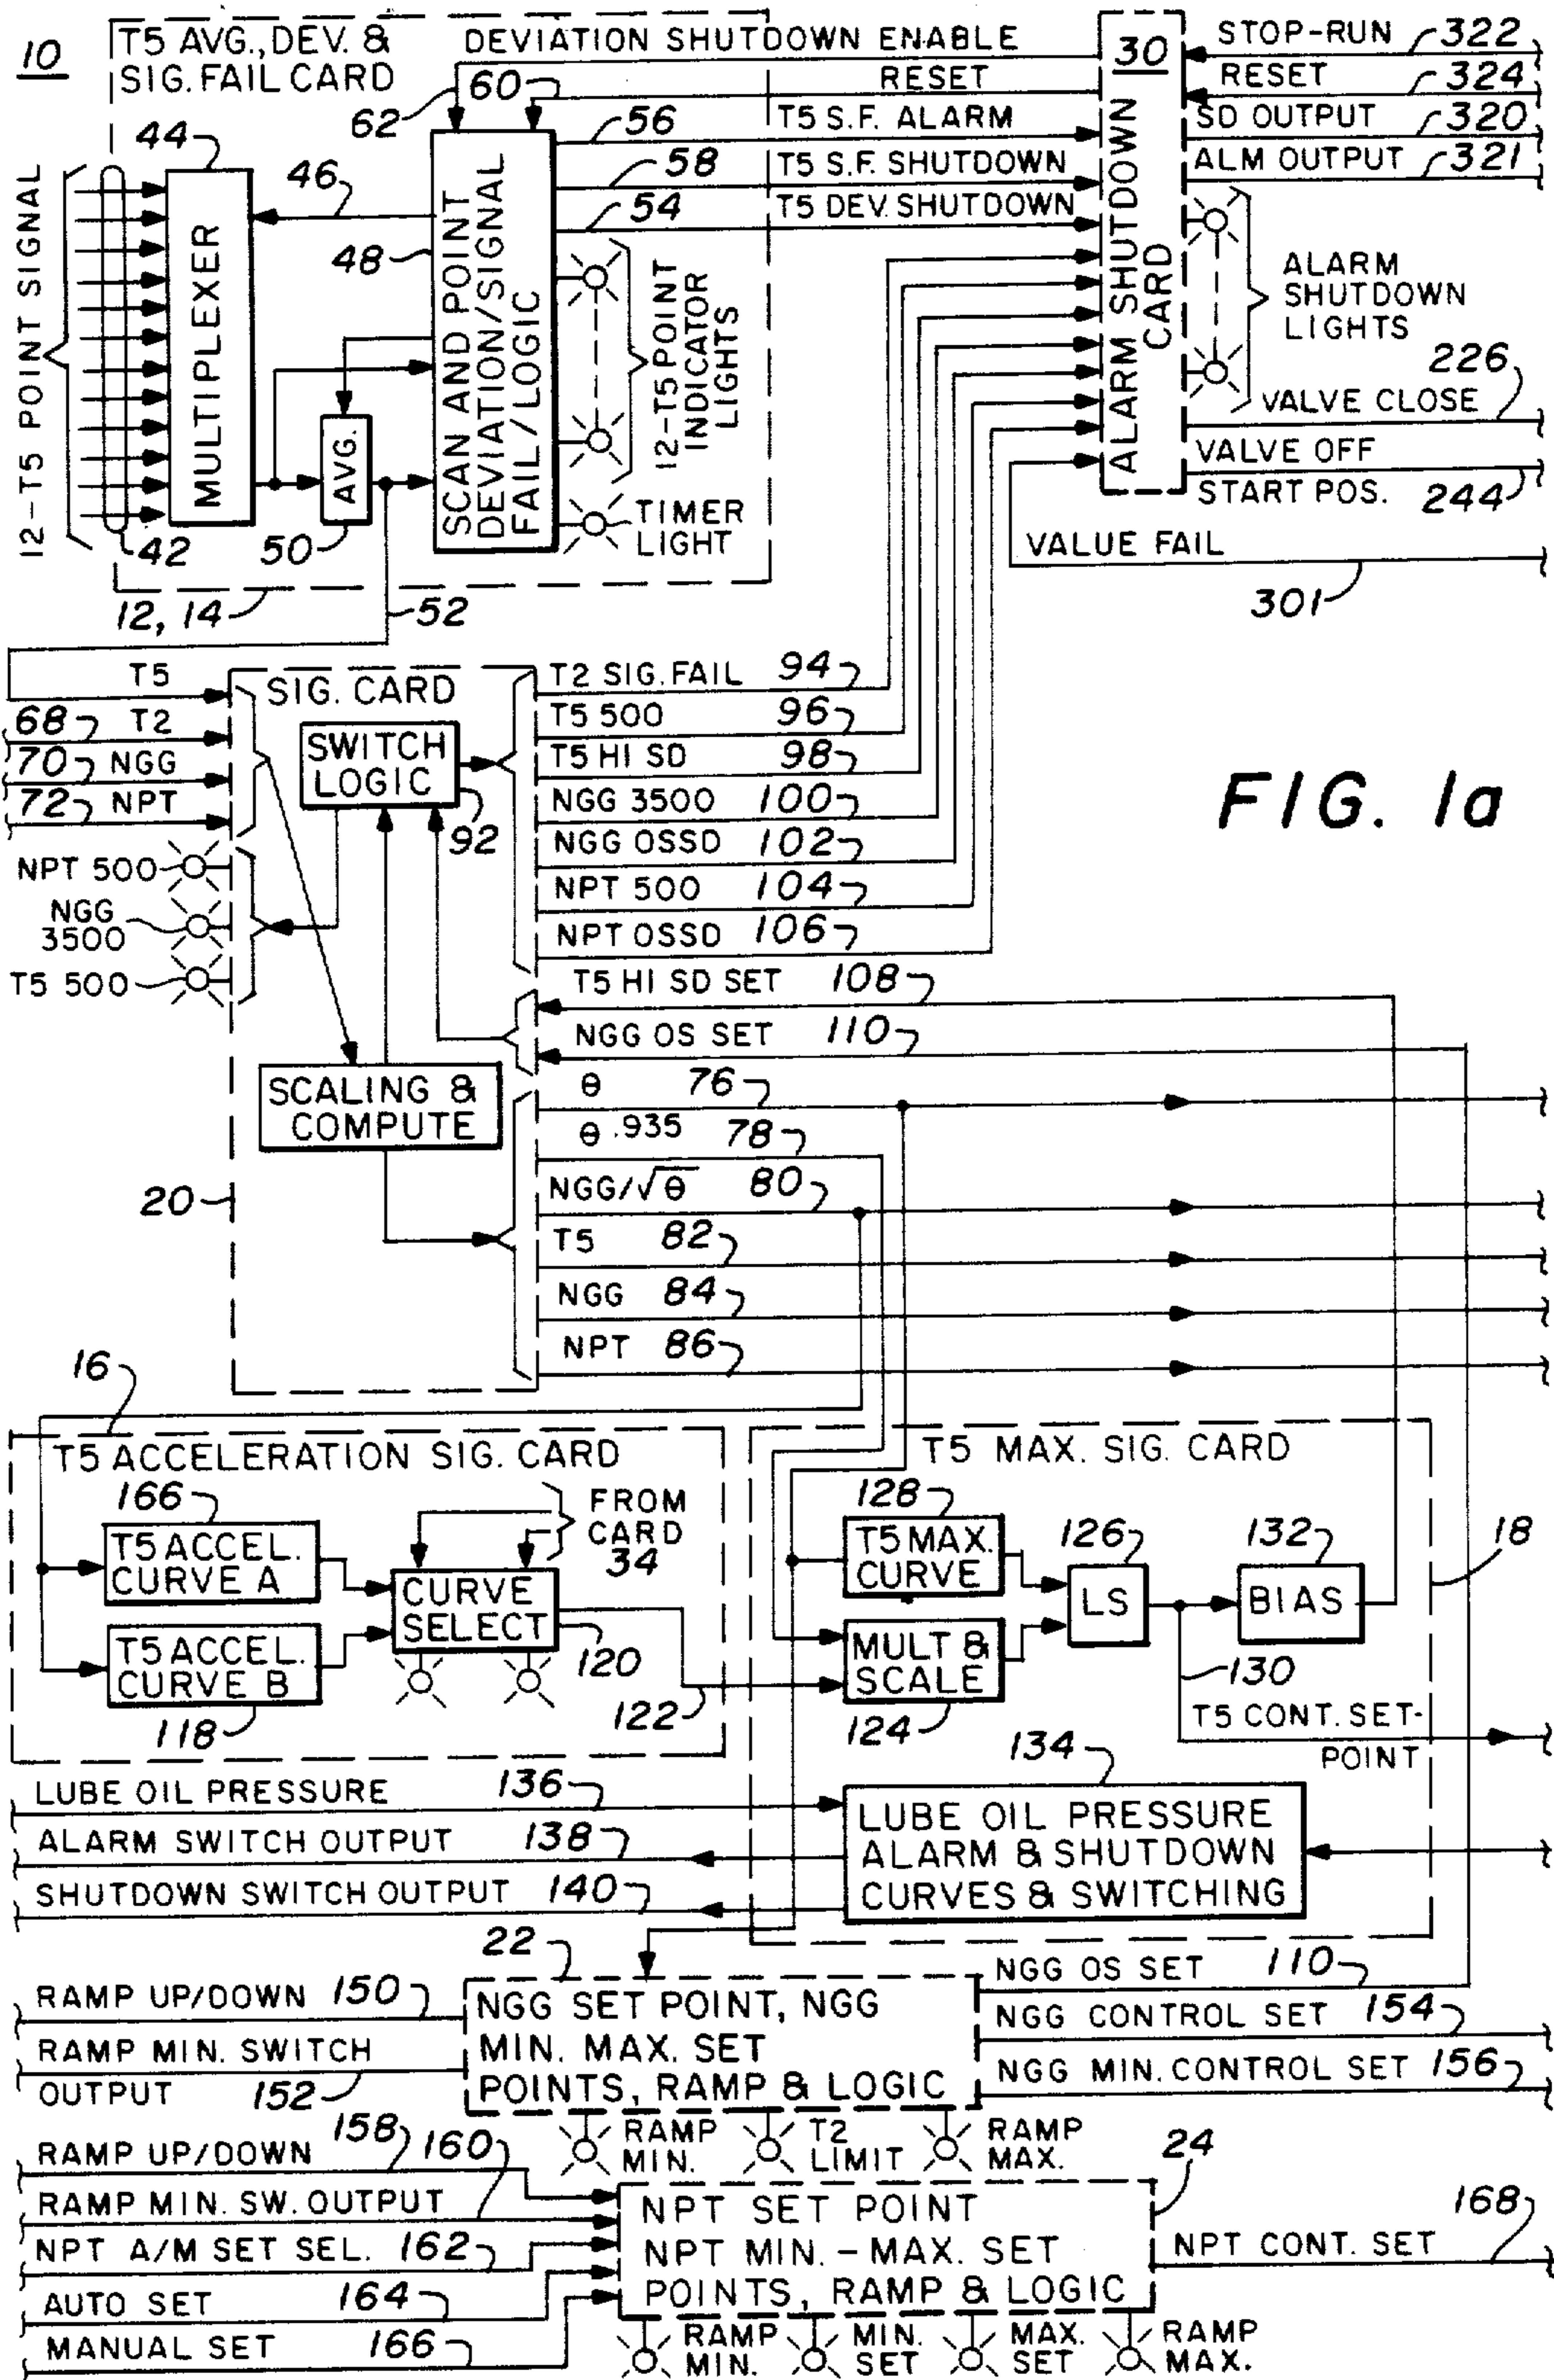 10
T5 AVG., DEV. &
SIG. FAIL CARD
DEVIATION SHUTDOWN ENABLE
60
RESET
62
44
46
48
56
T5 S.F. ALARM
58
T5 S.F. SHUTDOWN
54
T5 DEV. SHUTDOWN
12-T5 POINT SIGNAL
MULTIPLEXER
AVG.
SCAN AND POINT
DEVIATION/SIGNAL
FAIL/LOGIC
12-T5 POINT
INDICATOR
LIGHTS
TIMER
LIGHT
42
50
52
12, 14
30
ALARM SHUTDOWN
CARD
STOP-RUN 322
RESET 324
SD OUTPUT 320
ALM OUTPUT 321
ALARM
SHUTDOWN
LIGHTS
226
VALVE CLOSE
VALVE OFF
START POS. 244
VALUE FAIL
301
FIG. 1a
T5
68 T2
70 NGG
72 NPT
NPT 500
NGG
3500
T5 500
SIG. CARD
SWITCH
LOGIC
92
T2 SIG. FAIL 94
T5 500 96
T5 HI SD 98
NGG 3500 100
NGG OSSD 102
NPT 500 104
NPT OSSD 106
T5 HI SD SET 108
NGG OS SET 110
SCALING &
COMPUTE
θ 76
θ .935 78
NGG/√θ 80
T5 82
NGG 84
NPT 86
20
16
T5 ACCELERATION SIG. CARD
166
T5 ACCEL.
CURVE A
T5 ACCEL.
CURVE B
118
FROM
CARD
34
CURVE
SELECT
120
122
T5 MAX. SIG. CARD
128
T5 MAX.
CURVE
MULT &
SCALE
124
126
LS
132
BIAS
18
130
T5 CONT. SET-
POINT
134
LUBE OIL PRESSURE
ALARM & SHUTDOWN
CURVES & SWITCHING
LUBE OIL PRESSURE 136
ALARM SWITCH OUTPUT 138
SHUTDOWN SWITCH OUTPUT 140
22
RAMP UP/DOWN 150
RAMP MIN. SWITCH
OUTPUT 152
NGG SET POINT, NGG
MIN. MAX. SET
POINTS, RAMP & LOGIC
NGG OS SET 110
NGG CONTROL SET 154
NGG MIN. CONTROL SET 156
RAMP
MIN.
T2
LIMIT
RAMP
MAX.
RAMP UP/DOWN 158
RAMP MIN. SW. OUTPUT 160
NPT A/M SET SEL. 162
AUTO SET 164
MANUAL SET 166
24
NPT SET POINT
NPT MIN. - MAX. SET
POINTS, RAMP & LOGIC
NPT CONT. SET 168
RAMP
MIN.
MIN.
SET
MAX.
SET
RAMP
MAX.